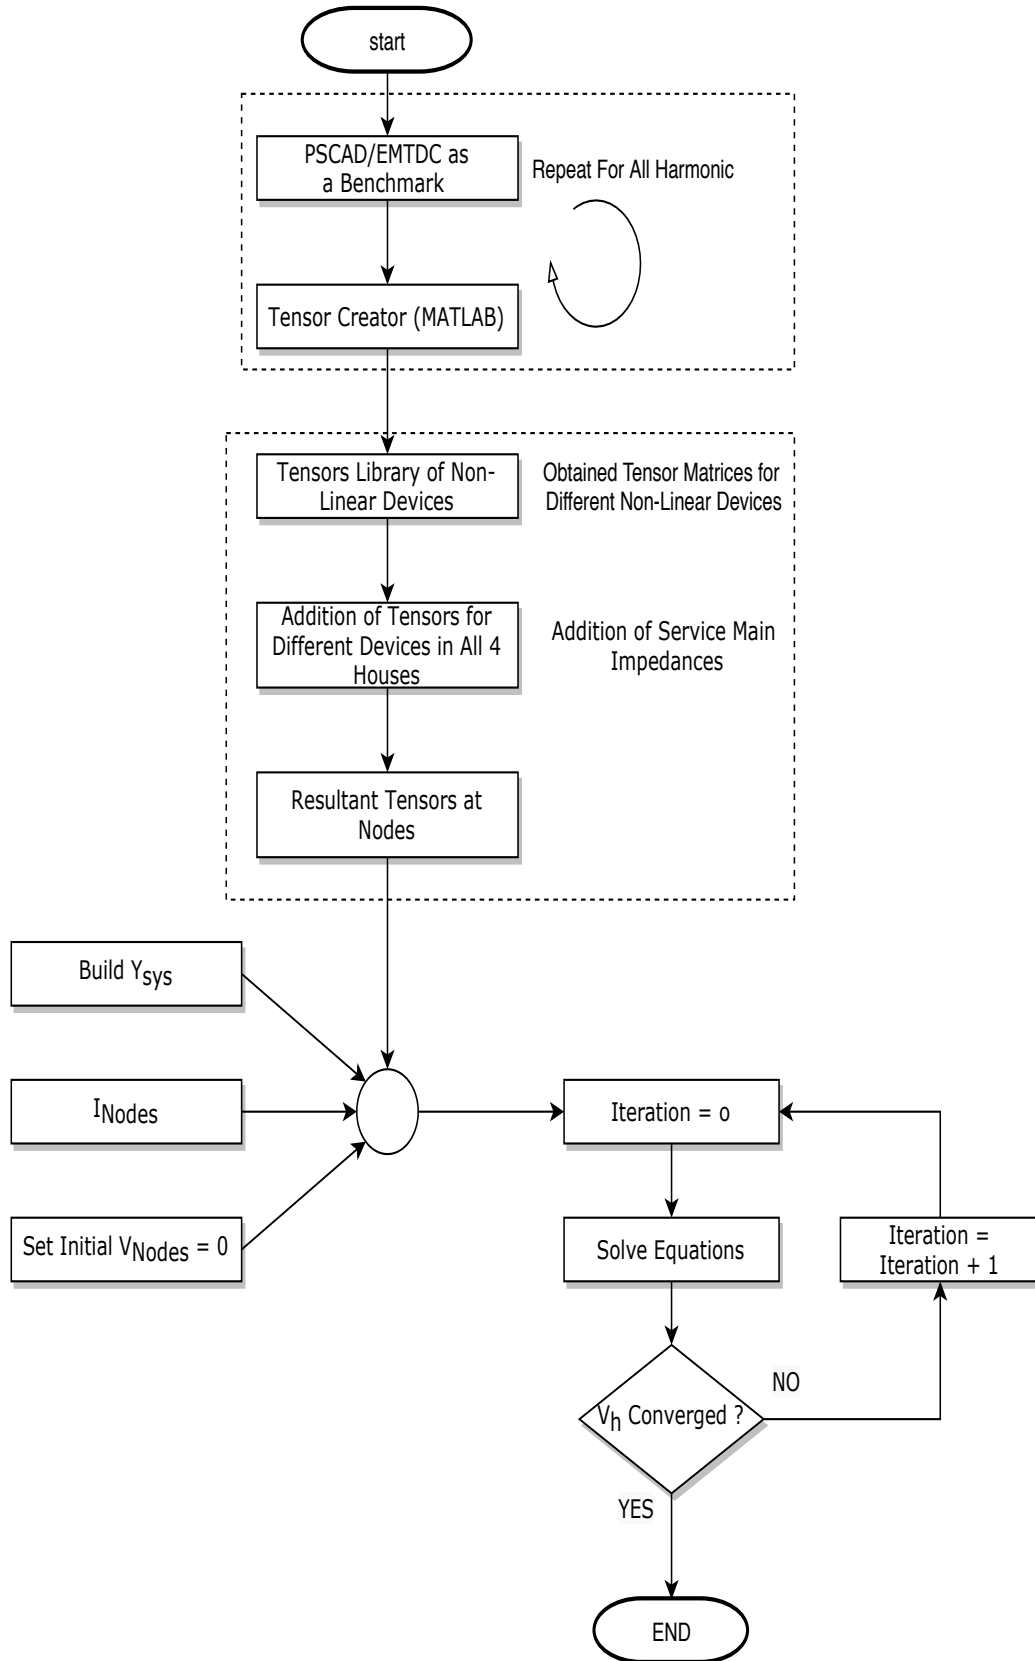 start
PSCAD/EMTDC as
a Benchmark
Repeat For All Harmonic
Tensor Creator (MATLAB)
Tensors Library of Non-
Linear Devices
Obtained Tensor Matrices for
Different Non-Linear Devices
Addition of Tensors for
Different Devices in All 4
Houses
Addition of Service Main
Impedances
Resultant Tensors at
Nodes
Build Ysys
INodes
Set Initial VNodes = 0
Iteration = o
Solve Equations
Iteration =
Iteration + 1
Vh Converged ?
NO
YES
END